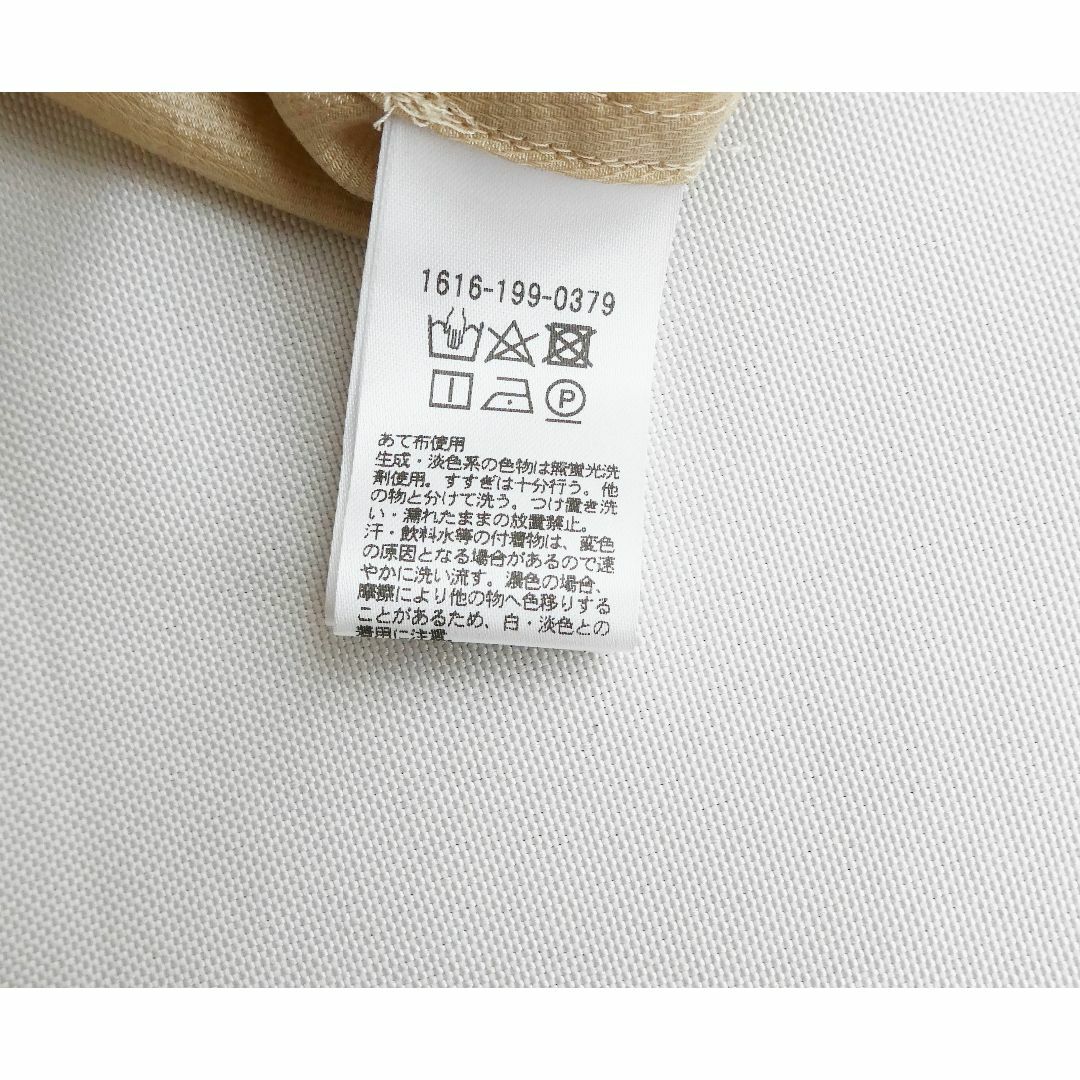 1616-199-0379
P
あて布使用
生成・淡色系の色物は無蛍光洗
剤使用。すすぎは十分行う。他
の物と分けて洗う。つけ置き洗
い・濡れたままの放置禁止。
汗・飲料水等の付着物は、変色
の原因となる場合があるので速
やかに洗い流す。濃色の場合、
摩擦により他の物へ色移りする
ことがあるため、白・淡色との
着用に注意